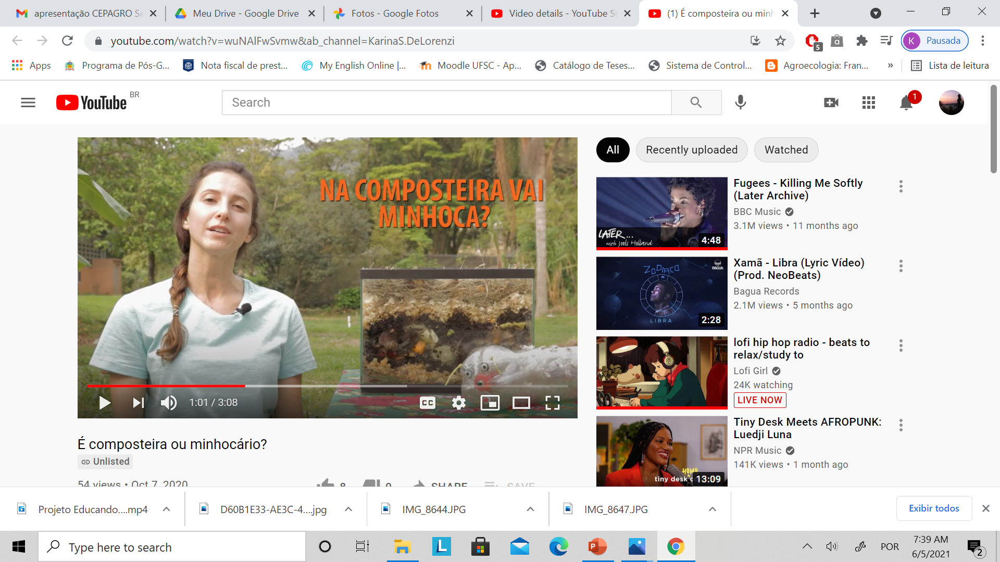 apresentação CEPAGRO Se
Meu Drive - Google Drive
Fotos - Google Fotos
Video details - YouTube St
(1) É composteira ou minh
youtube.com/watch?v=wuNAlFwSvmw&ab_channel=KarinaS.DeLorenzi
5
K Pausada
Apps
Programa de Pós-G...
Nota fiscal de prest...
My English Online |...
Moodle UFSC - Ap...
Catálogo de Teses...
Sistema de Control...
Agroecologia: Fran...
»
Lista de leitura
YouTube BR
Search
1
NA COMPOSTEIRA VAI
MINHOCA?
1:01 / 3:08
CC
É composteira ou minhocário?
Unlisted
54 views • Oct 7, 2020
8
0
SHARE
SAVE
All
Recently uploaded
Watched
LATER...
with Jools Holland
4:48
Fugees - Killing Me Softly
(Later Archive)
BBC Music
3.1M views • 11 months ago
ZODIACO
BAGUA
LIBRA
2:28
Xamã - Libra (Lyric Vídeo)
(Prod. NeoBeats)
Bagua Records
2.1M views • 5 months ago
lofi hip hop radio - beats to
relax/study to
Lofi Girl
24K watching
LIVE NOW
HOME
tiny desk c
13:09
Tiny Desk Meets AFROPUNK:
Luedji Luna
NPR Music
141K views • 1 month ago
Projeto Educando....mp4
D60B1E33-AE3C-4....jpg
IMG_8644.JPG
IMG_8647.JPG
Exibir todos
Type here to search
L
P
POR
7:39 AM
6/5/2021
2